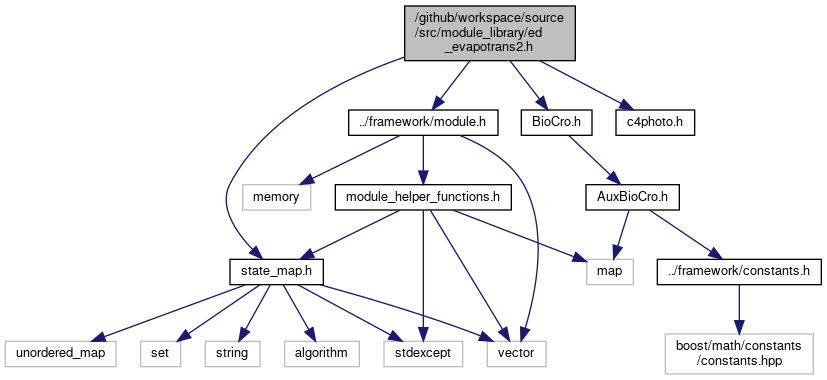 /github/workspace/source
/src/module_library/ed
_evapotrans2.h
../framework/module.h
BioCro.h
c4photo.h
memory
module_helper_functions.h
AuxBioCro.h
state_map.h
map
../framework/constants.h
unordered_map
set
string
algorithm
stdexcept
vector
boost/math/constants
/constants.hpp